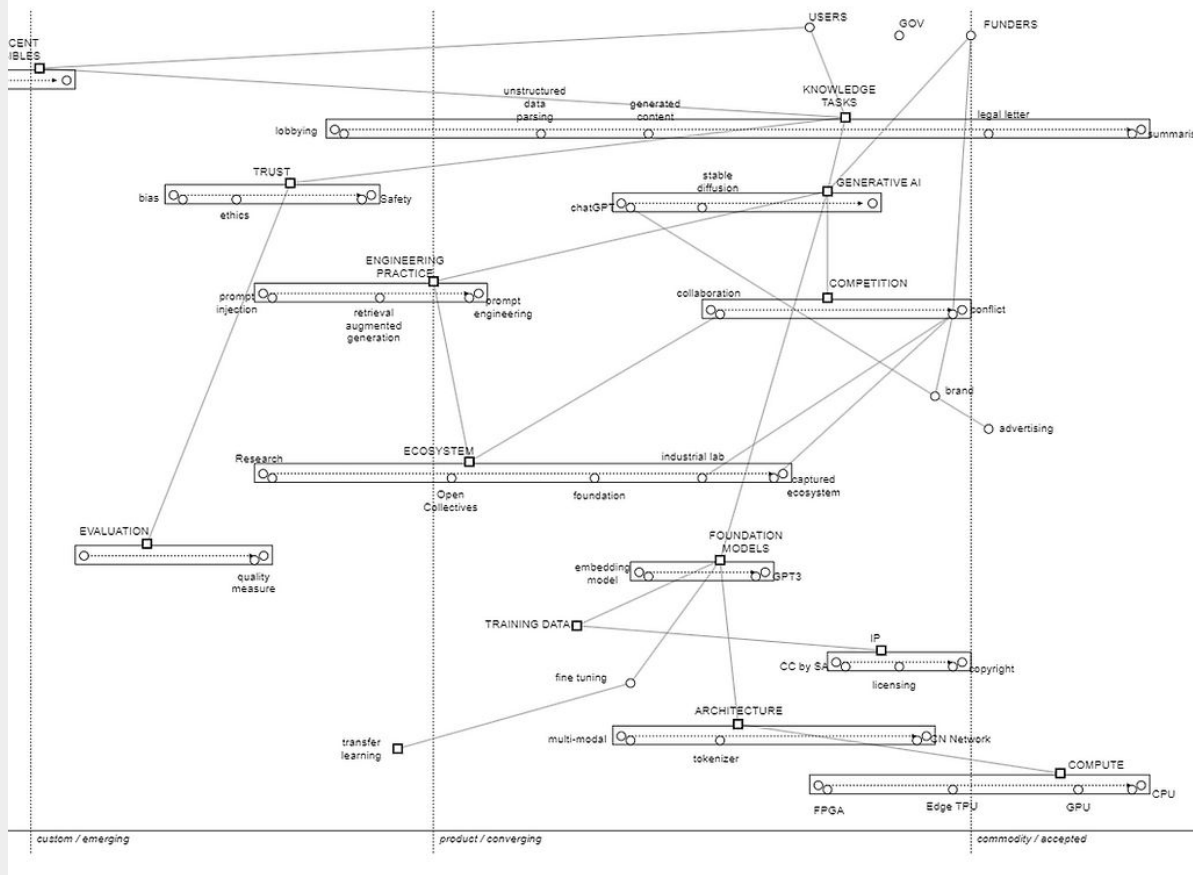 USERS
GOV
FUNDERS
CENT
IBLES
KNOWLEDGE
TASKS
unstructured
data
parsing
generated
content
lobbying
legal letter
summaris
TRUST
bias
ethics
Safety
stable
diffusion
GENERATIVE AI
chatGPT
ENGINEERING
PRACTICE
prompt
injection
retrieval
augmented
generation
prompt
engineering
COMPETITION
collaboration
conflict
brand
advertising
ECOSYSTEM
Research
Open
Collectives
foundation
industrial lab
captured
ecosystem
EVALUATION
quality
measure
FOUNDATION
MODELS
embedding
model
GPT3
TRAINING DATA
IP
CC by SA
licensing
copyright
fine tuning
transfer
learning
ARCHITECTURE
multi-modal
tokenizer
CN Network
COMPUTE
FPGA
Edge TPU
GPU
CPU
custom / emerging
product / converging
commodity / accepted